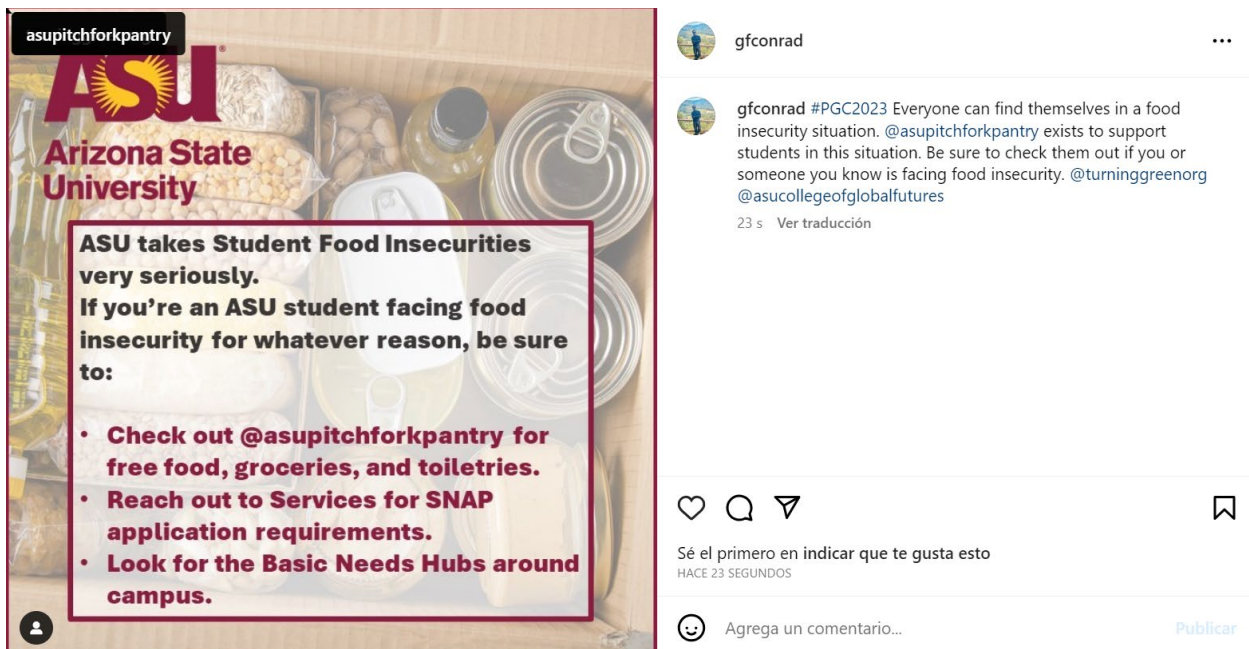 asupitchforkpantry
ASU
Arizona State
University
ASU takes Student Food Insecurities
very seriously.
If you’re an ASU student facing food
insecurity for whatever reason, be sure
to:
• Check out @asupitchforkpantry for
free food, groceries, and toiletries.
• Reach out to Services for SNAP
application requirements.
• Look for the Basic Needs Hubs around
campus.
gfconrad
gfconrad #PGC2023 Everyone can find themselves in a food
insecurity situation. @asupitchforkpantry exists to support
students in this situation. Be sure to check them out if you or
someone you know is facing food insecurity. @turninggreenorg
@asucollegeofglobalfutures
23 s Ver traducción
Sé el primero en indicar que te gusta esto
HACE 23 SEGUNDOS
Agrega un comentario...
Publicar